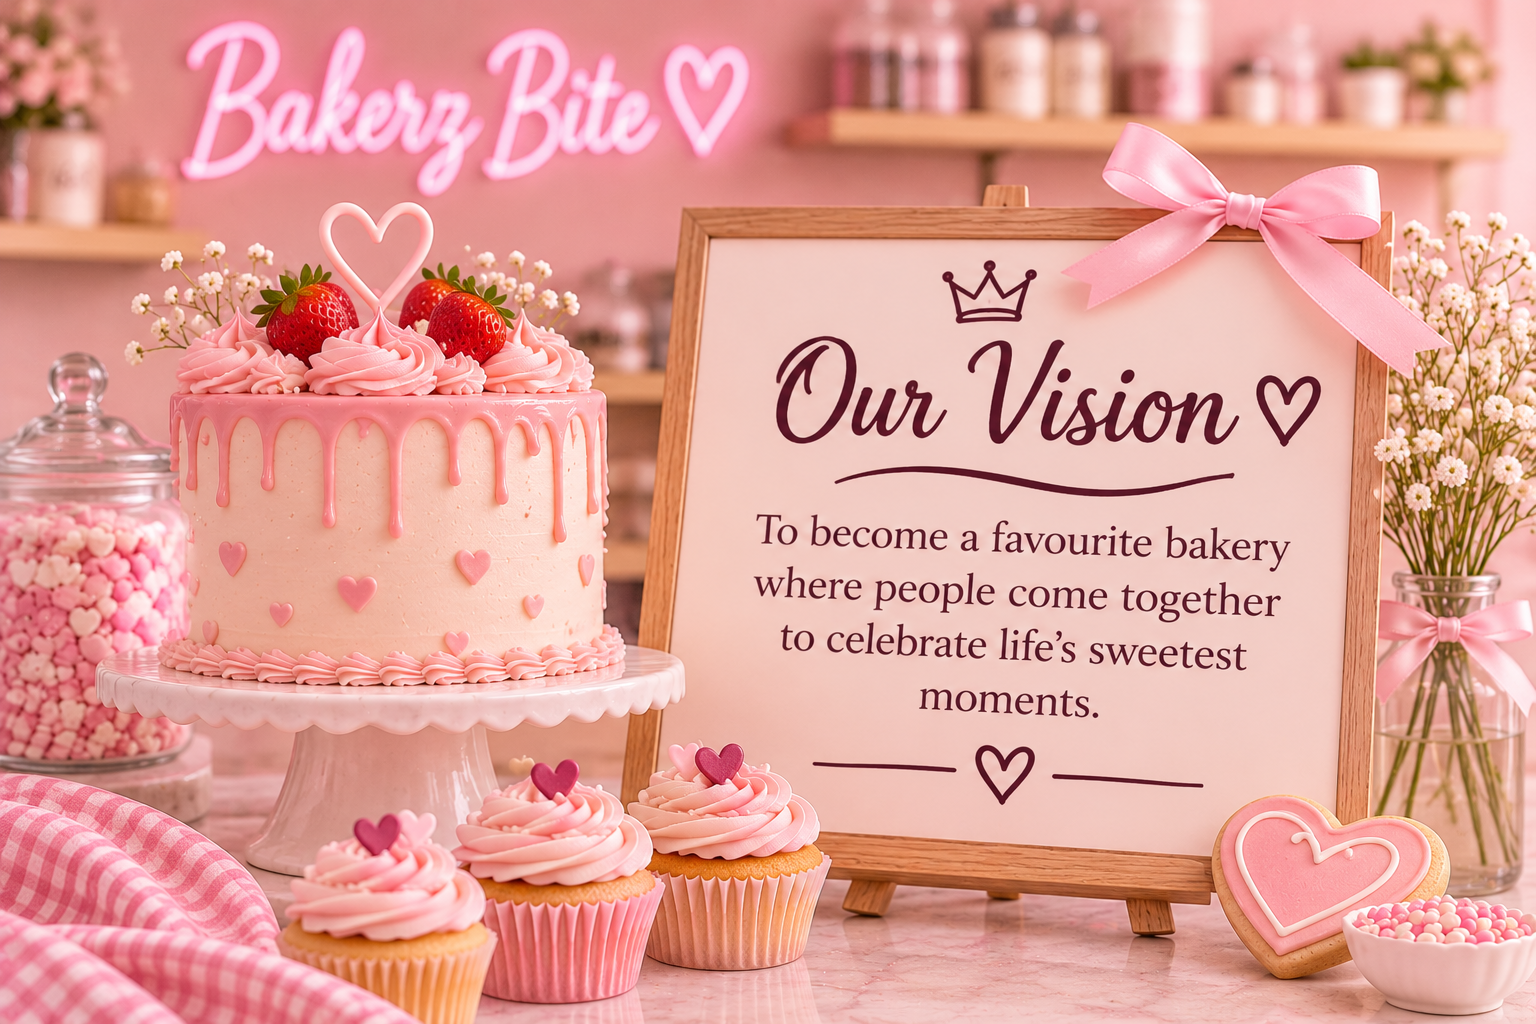 Bakerz Bite
Our Vision
To become a favourite bakery
where people come together
to celebrate life's sweetest
moments.